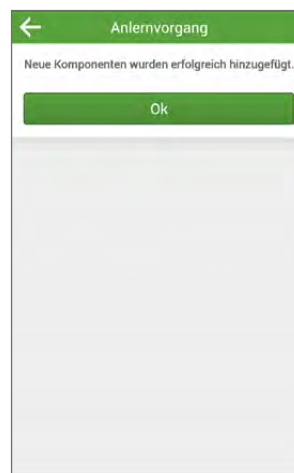 Anlernvorgang
Neue Komponenten wurden erfolgreich hinzugefügt.
Ok